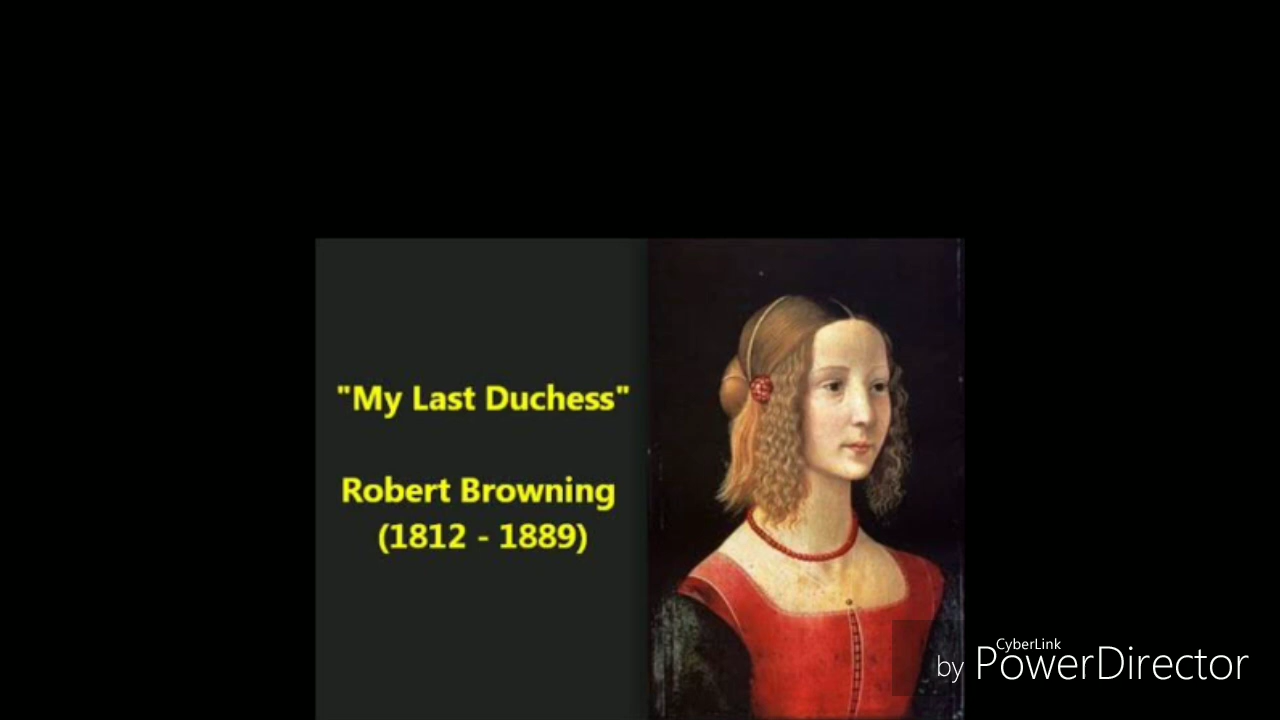 "My Last Duchess"
Robert Browning
(1812 - 1889)
CyberLink
by PowerDirector